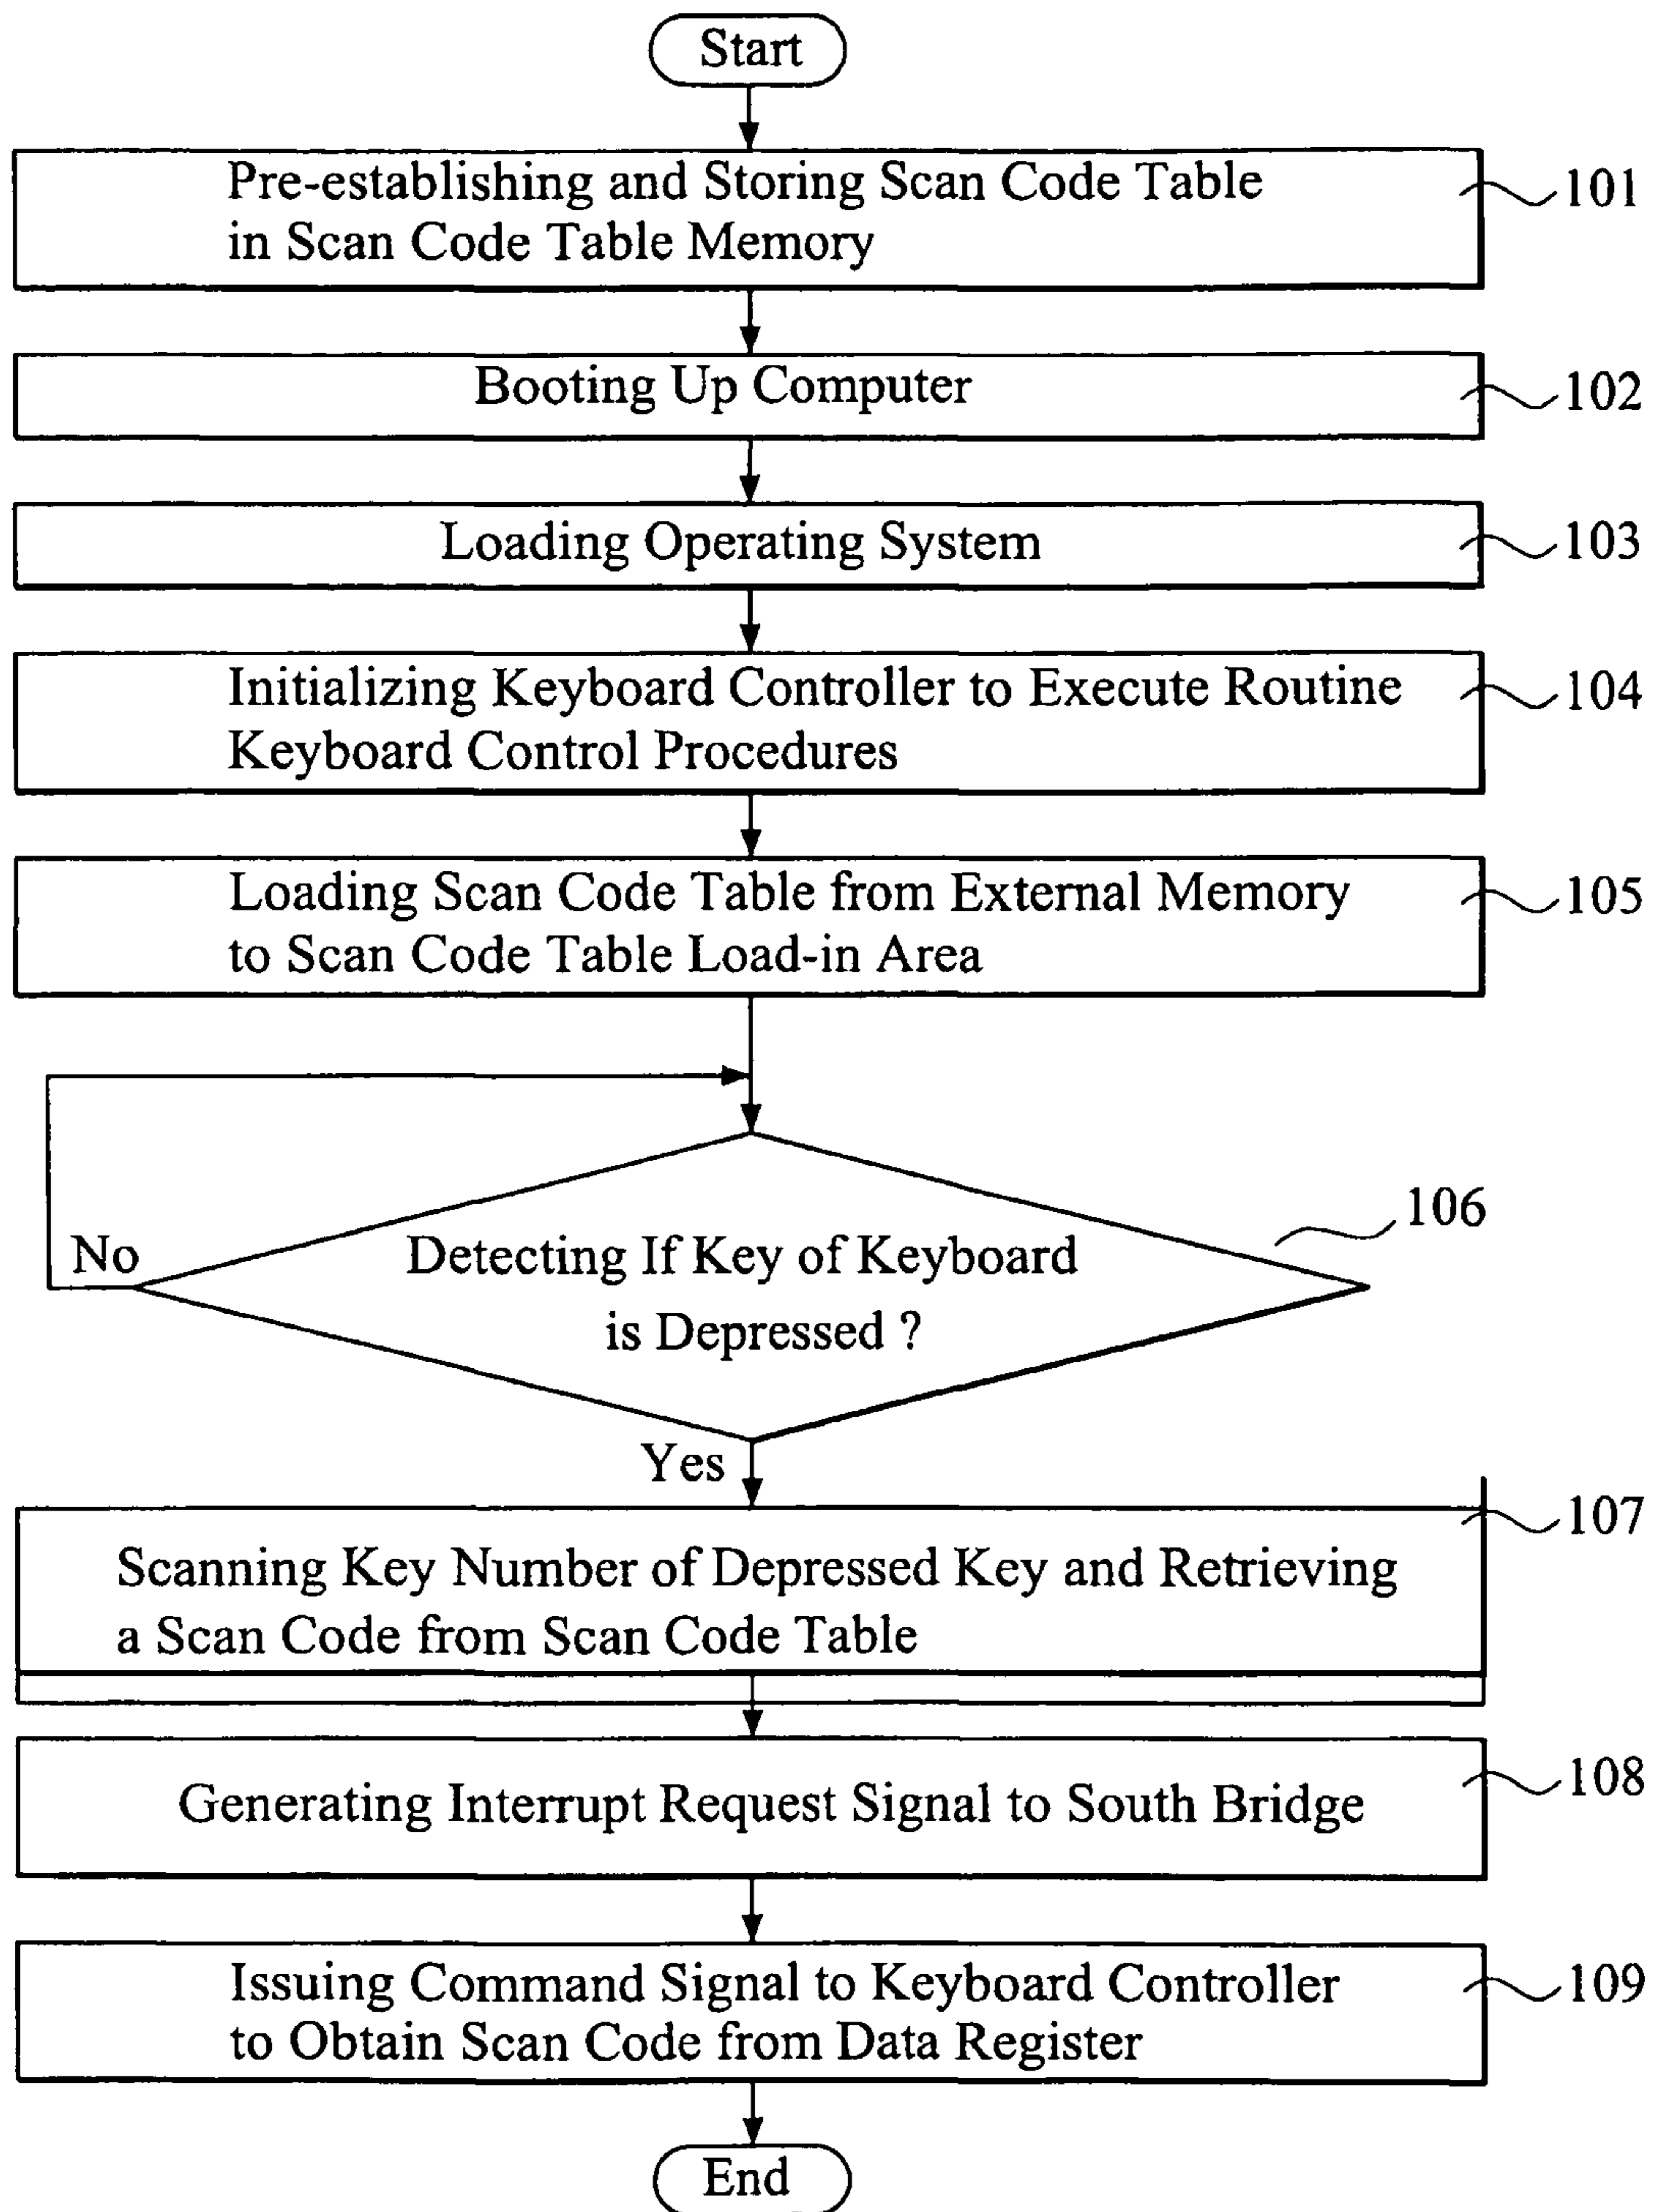 Start
Pre-establishing and Storing Scan Code Table
in Scan Code Table Memory
101
Booting Up Computer
102
Loading Operating System
103
Initializing Keyboard Controller to Execute Routine
Keyboard Control Procedures
104
Loading Scan Code Table from External Memory
to Scan Code Table Load-in Area
105
106
No
Detecting If Key of Keyboard
is Depressed ?
Yes
107
Scanning Key Number of Depressed Key and Retrieving
a Scan Code from Scan Code Table
108
Generating Interrupt Request Signal to South Bridge
Issuing Command Signal to Keyboard Controller
to Obtain Scan Code from Data Register
109
End